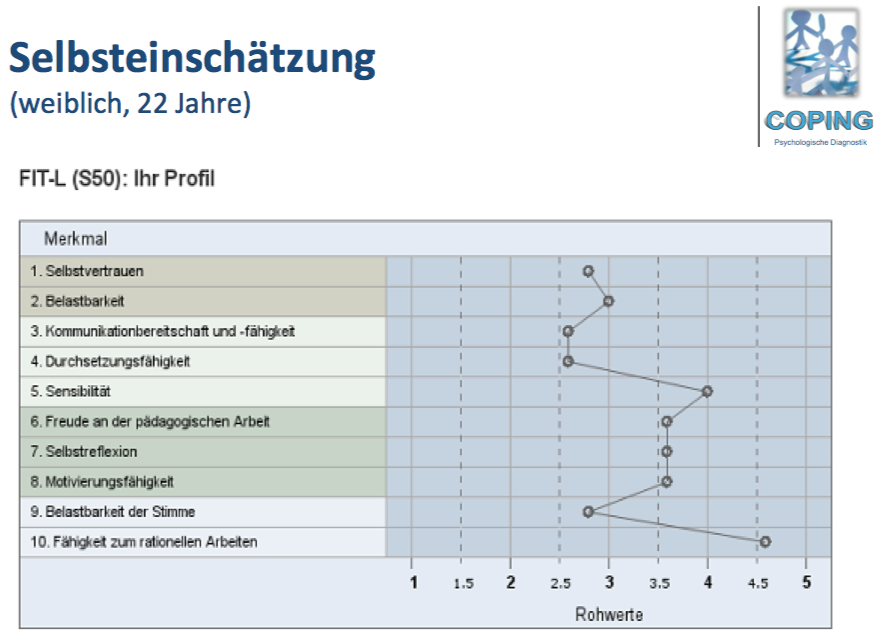 Selbsteinschätzung
(weiblich, 22 Jahre)
COPING
Psychologische Diagnostik
FIT-L (S50): Ihr Profil
Merkmal
1. Selbstvertrauen
2. Belastbarkeit
3. Kommunikationbereitschaft und -fähigkeit
4. Durchsetzungsfähigkeit
5. Sensibilität
6. Freude an der pädagogischen Arbeit
7. Selbstreflexion
8. Motivierungsfähigkeit
9. Belastbarkeit der Stimme
10. Fähigkeit zum rationellen Arbeiten
1 1.5 2 2.5 3 3.5 4 4.5 5
Rohwerte